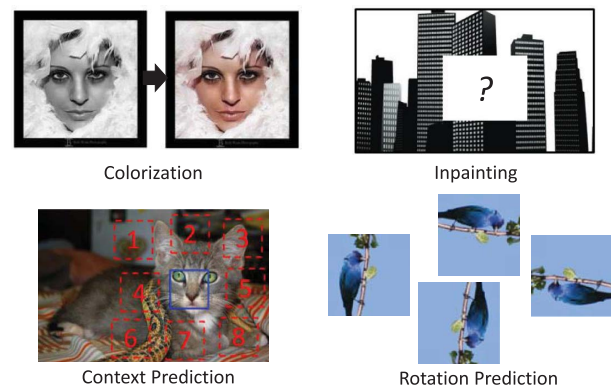 Colorization
?
Inpainting
1 2 3
4 5
6 7 8
Context Prediction
Rotation Prediction